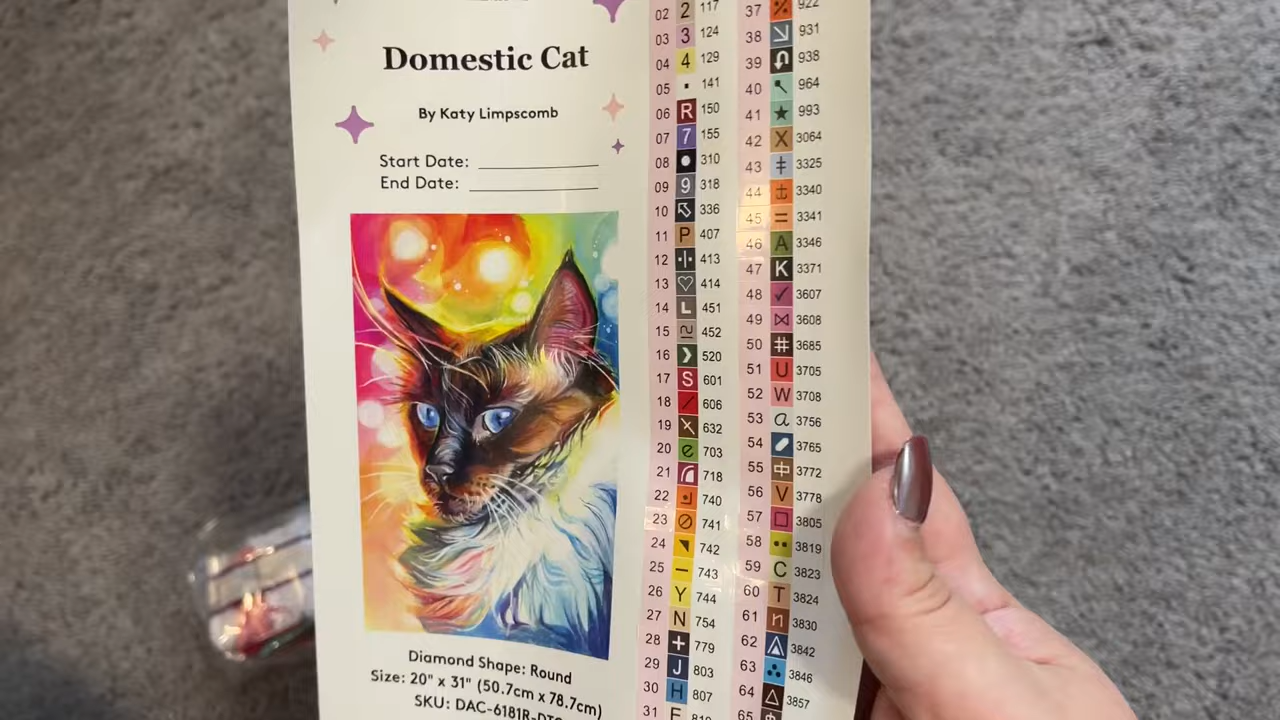 Domestic Cat
By Katy Limpscomb
Start Date:
End Date:
Diamond Shape: Round
Size: 20" x 31" (50.7cm x 78.7cm)
SKU: DAC-6181R-DTC
02 2 117
03 3 124
04 4 129
05 · 141
06 R 150
07 7 155
08 ● 310
09 9 318
10 336
11 P 407
12 413
13 ♡ 414
14 L 451
15 452
16 520
17 S 601
18 / 606
19 632
20 e 703
21 718
22 740
23 ⊘ 741
24 742
25 — 743
26 Y 744
27 N 754
28 + 779
29 J 803
30 H 807
31
37 % 922
38 931
39 938
40 964
41 ★ 993
42 X 3064
43 ‡ 3325
44 ⚓ 3340
45 = 3341
46 A 3346
47 K 3371
48 ✓ 3607
49 ⋈ 3608
50 # 3685
51 U 3705
52 W 3708
53 a 3756
54 3765
55 3772
56 V 3778
57 □ 3805
58 •• 3819
59 C 3823
60 T 3824
61 n 3830
62 3842
63 3846
64 △ 3857
65